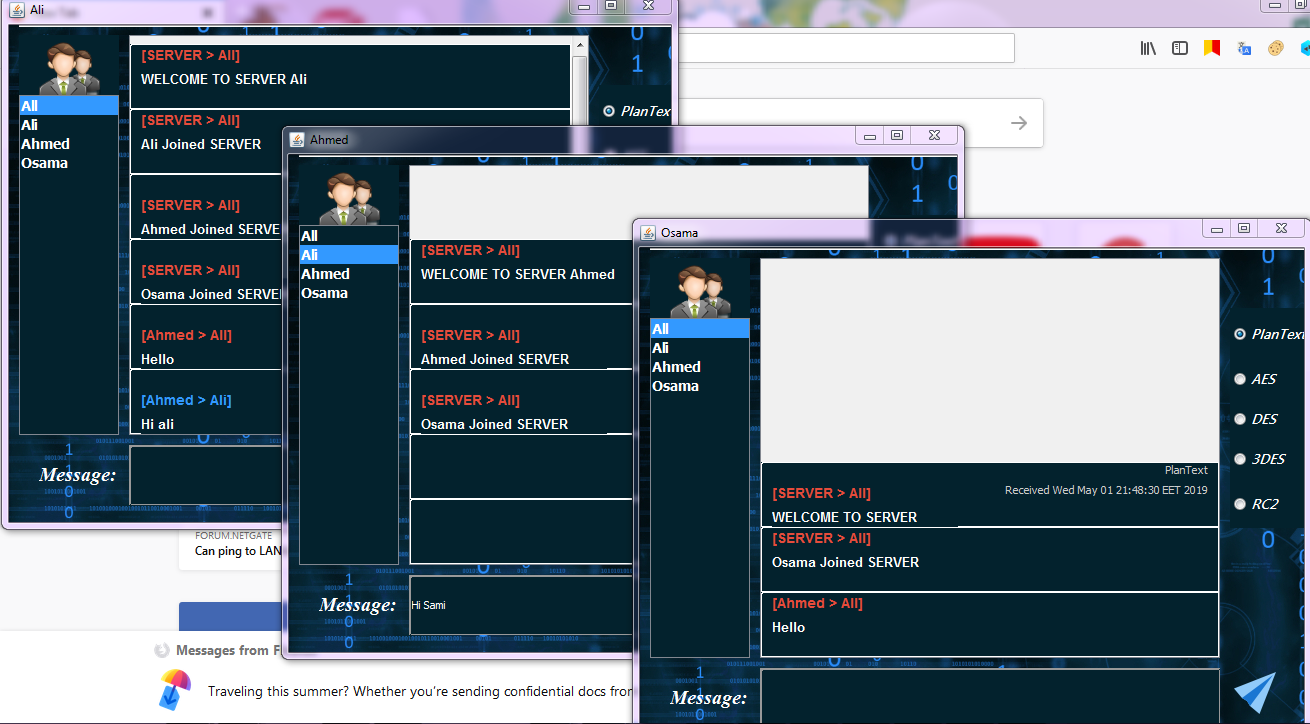 Ali
[SERVER > All]
WELCOME TO SERVER Ali
[SERVER > All]
Ali Joined SERVER
[SERVER > All]
Ahmed Joined SERVE
[SERVER > All]
Osama Joined SERVE
[Ahmed > All]
Hello
[Ahmed > Ali]
Hi ali
All
Ali
Ahmed
Osama
PlanTex
Message:
Ahmed
All
Ali
Ahmed
Osama
[SERVER > All]
WELCOME TO SERVER Ahmed
[SERVER > All]
Ahmed Joined SERVER
[SERVER > All]
Osama Joined SERVER
Message:
Hi Sami
Osama
All
Ali
Ahmed
Osama
PlanText
[SERVER > All]
Received Wed May 01 21:48:30 EET 2019
WELCOME TO SERVER
[SERVER > All]
Osama Joined SERVER
[Ahmed > All]
Hello
PlanText
AES
DES
3DES
RC2
Message:
FORUM.NETGATE
Can ping to LAN
Messages from F
Traveling this summer? Whether you're sending confidential docs from